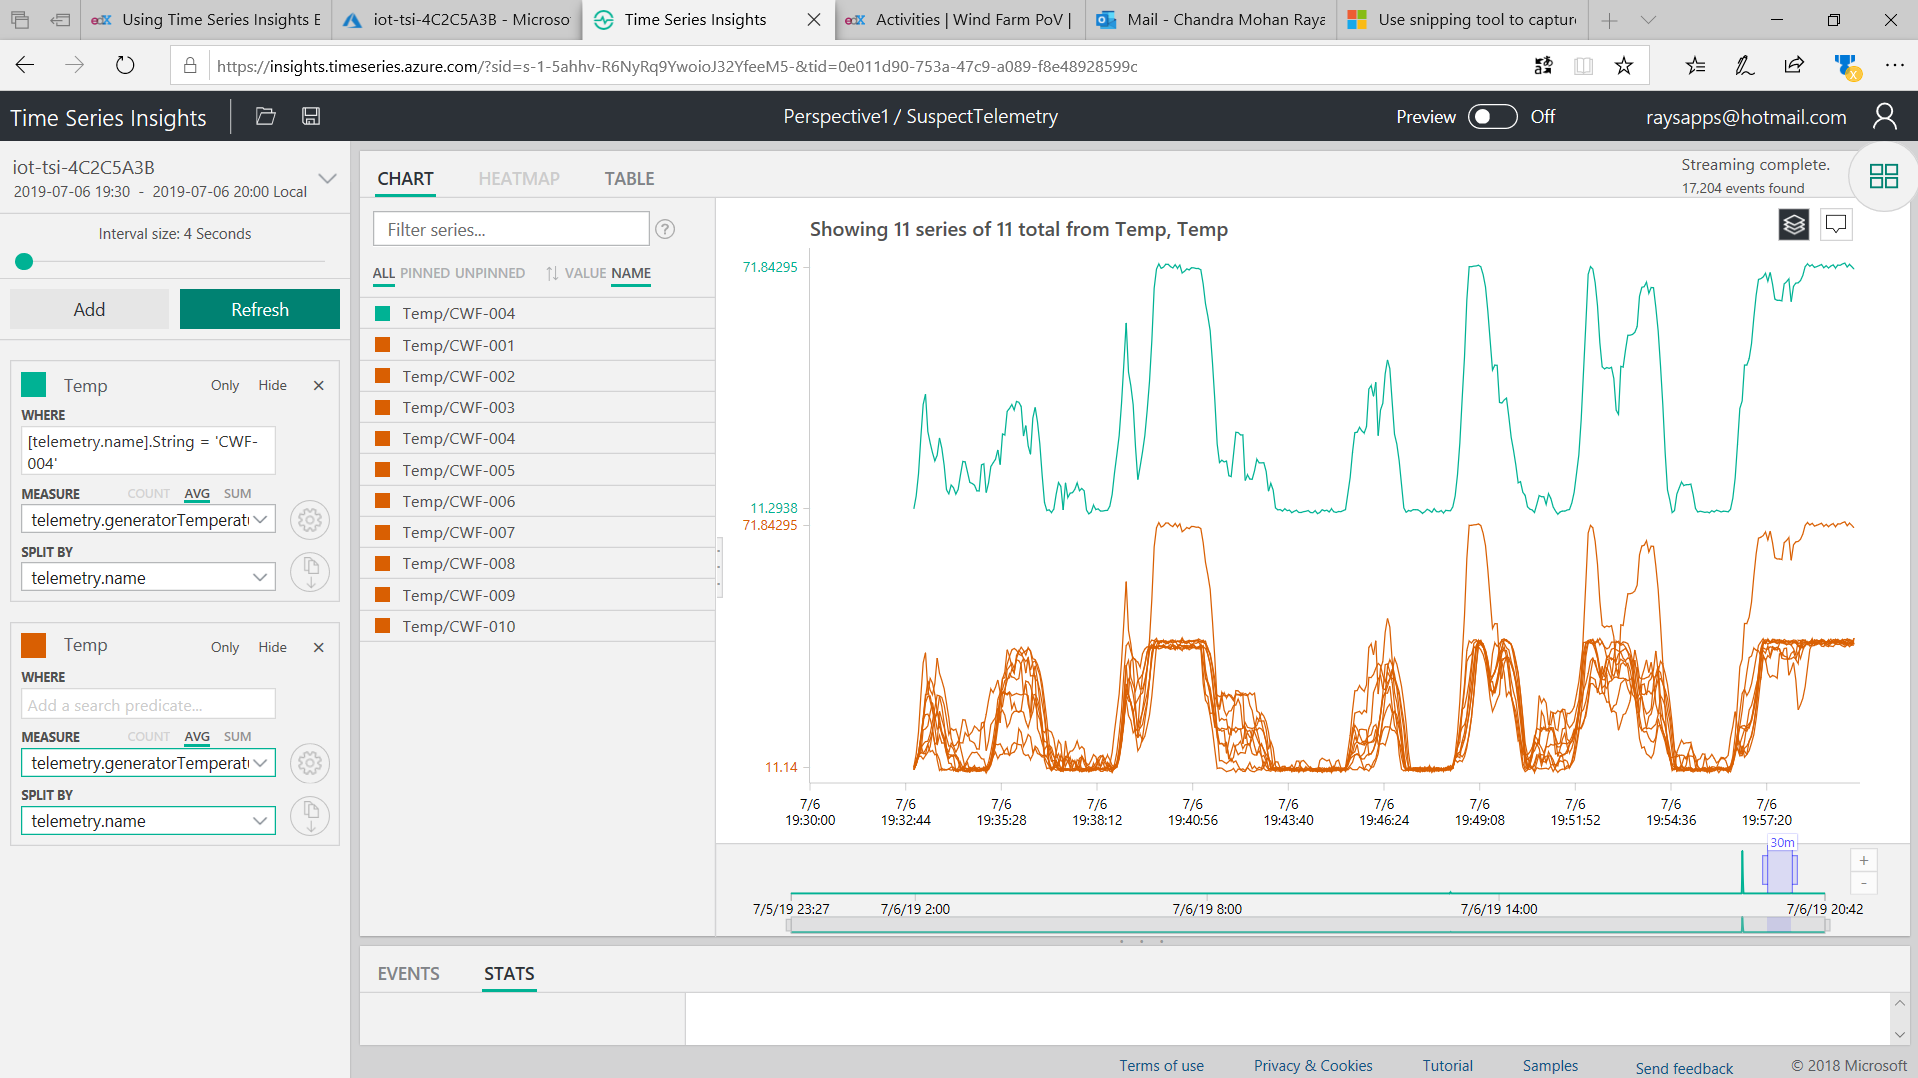 Using Time Series Insights E
iot-tsi-4C2C5A3B - Microsof
Time Series Insights
Activities | Wind Farm PoV |
Mail - Chandra Mohan Raya
Use snipping tool to capture
https://insights.timeseries.azure.com/?sid=s-1-5ahhv-R6NyRq9YwoioJ32YfeeM5-&tid=0e011d90-753a-47c9-a089-f8e48928599c
Time Series Insights
Perspective1 / SuspectTelemetry
Preview Off
raysapps@hotmail.com
iot-tsi-4C2C5A3B
2019-07-06 19:30 - 2019-07-06 20:00 Local
Interval size: 4 Seconds
Add Refresh
Temp Only Hide
WHERE
[telemetry.name].String = 'CWF-
004'
MEASURE COUNT AVG SUM
telemetry.generatorTemperatu
SPLIT BY
telemetry.name
Temp Only Hide
WHERE
Add a search predicate...
MEASURE COUNT AVG SUM
telemetry.generatorTemperatu
SPLIT BY
telemetry.name
CHART HEATMAP TABLE
Streaming complete.
17,204 events found
Filter series... ?
ALL PINNED UNPINNED VALUE NAME
Temp/CWF-004
Temp/CWF-001
Temp/CWF-002
Temp/CWF-003
Temp/CWF-004
Temp/CWF-005
Temp/CWF-006
Temp/CWF-007
Temp/CWF-008
Temp/CWF-009
Temp/CWF-010
Showing 11 series of 11 total from Temp, Temp
71.84295
11.2938
71.84295
11.14
7/6 7/6 7/6 7/6 7/6 7/6 7/6 7/6 7/6 7/6 7/6
19:30:00 19:32:44 19:35:28 19:38:12 19:40:56 19:43:40 19:46:24 19:49:08 19:51:52 19:54:36 19:57:20
30m
+
-
7/5/19 23:27 7/6/19 2:00 7/6/19 8:00 7/6/19 14:00 7/6/19 20:42
EVENTS STATS
Terms of use Privacy & Cookies Tutorial Samples Send feedback © 2018 Microsoft